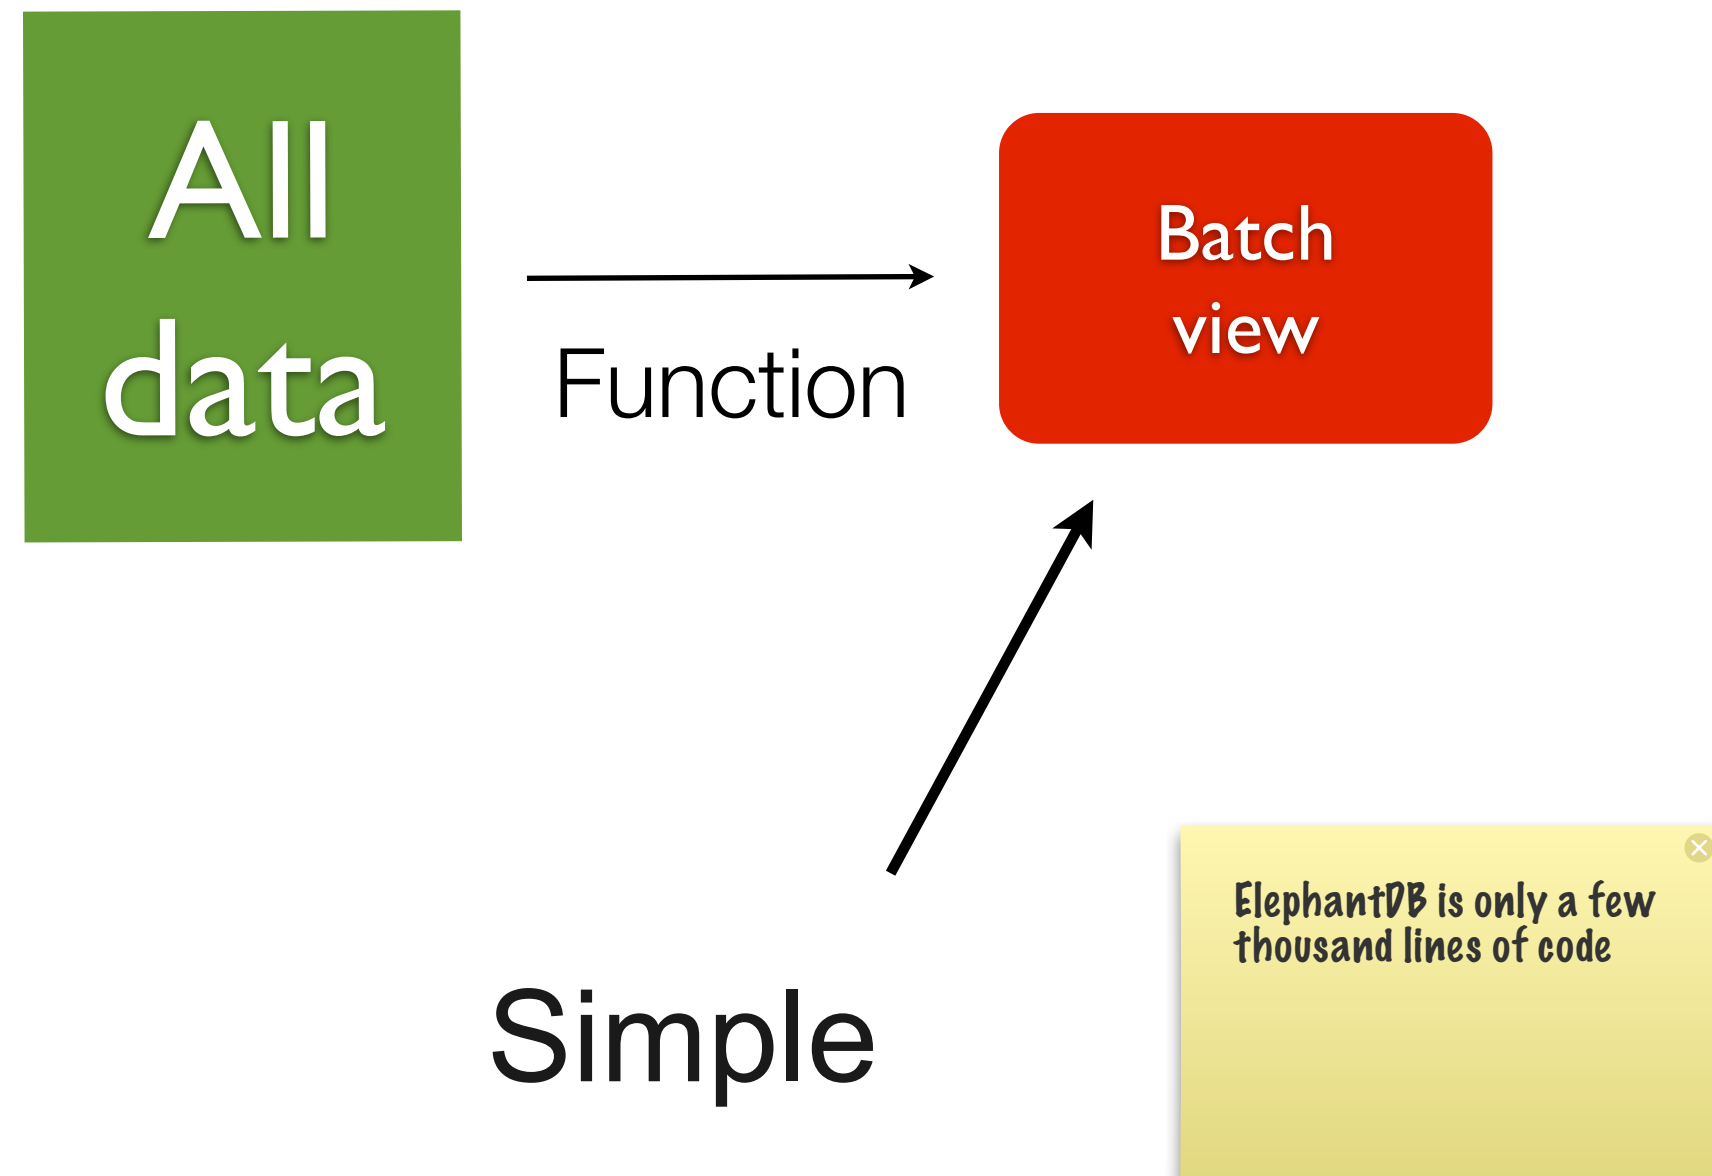 All
data
Function
Batch
view
Simple
ElephantDB is only a few
thousand lines of code